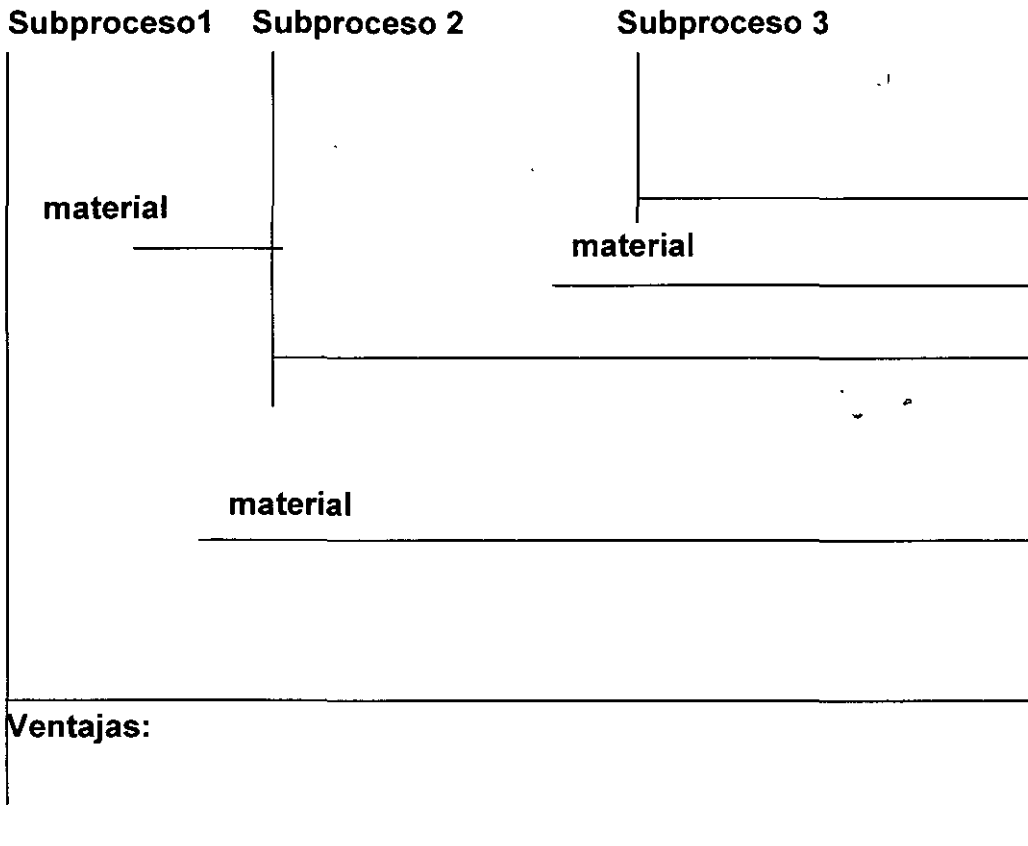 Subproceso1 Subproceso 2 Subproceso 3
material
material
material
Ventajas: